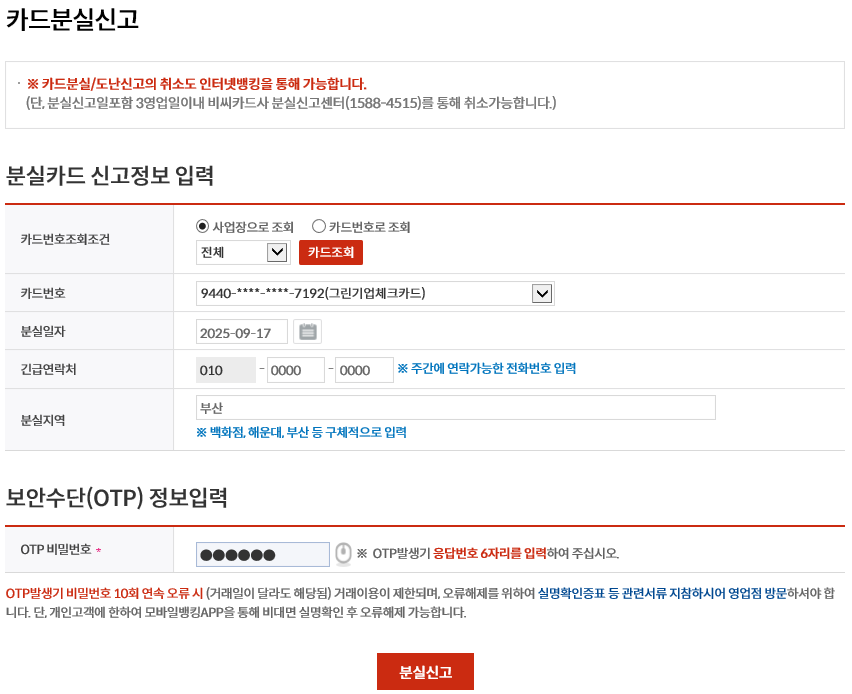 카드분실신고
· ※ 카드분실/도난신고의 취소도 인터넷뱅킹을 통해 가능합니다.
(단, 분실신고일포함 3영업일이내 비씨카드사 분실신고센터(1588-4515)를 통해 취소가능합니다.)
분실카드 신고정보 입력
카드번호조회조건
사업장으로 조회 카드번호로 조회
전체 카드조회
카드번호 9440-****-****-7192(그린기업체크카드)
분실일자 2025-09-17
긴급연락처 010 - 0000 - 0000 ※ 주간에 연락가능한 전화번호 입력
분실지역
부산
※ 백화점, 해운대, 부산 등 구체적으로 입력
보안수단(OTP) 정보입력
OTP 비밀번호 * ●●●●●● ※ OTP발생기 응답번호 6자리를 입력하여 주십시오.
OTP발생기 비밀번호 10회 연속 오류 시 (거래일이 달라도 해당됨) 거래이용이 제한되며, 오류해제를 위하여 실명확인증표 등 관련서류 지참하시어 영업점 방문하셔야 합
니다. 단, 개인고객에 한하여 모바일뱅킹APP을 통해 비대면 실명확인 후 오류해제 가능합니다.
분실신고